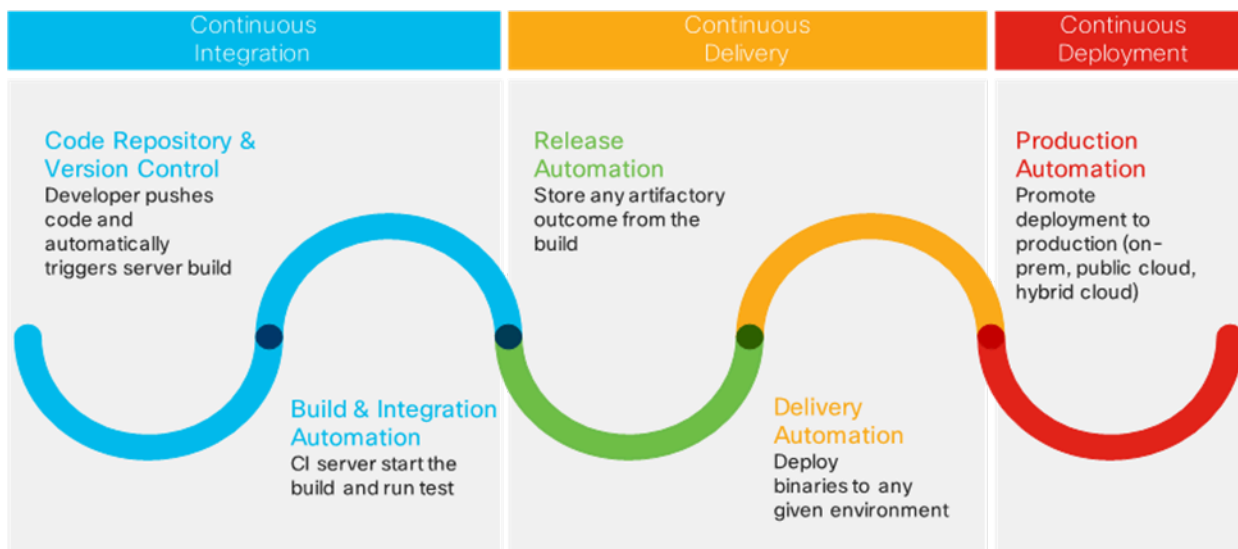 Continuous
Integration
Continuous
Delivery
Continuous
Deployment
Code Repository &
Version Control
Developer pushes
code and
automatically
triggers server build
Build & Integration
Automation
CI server start the
build and run test
Release
Automation
Store any artifactory
outcome from the
build
Delivery
Automation
Deploy
binaries to any
given environment
Production
Automation
Promote
deployment to
production (on-
prem, public cloud,
hybrid cloud)